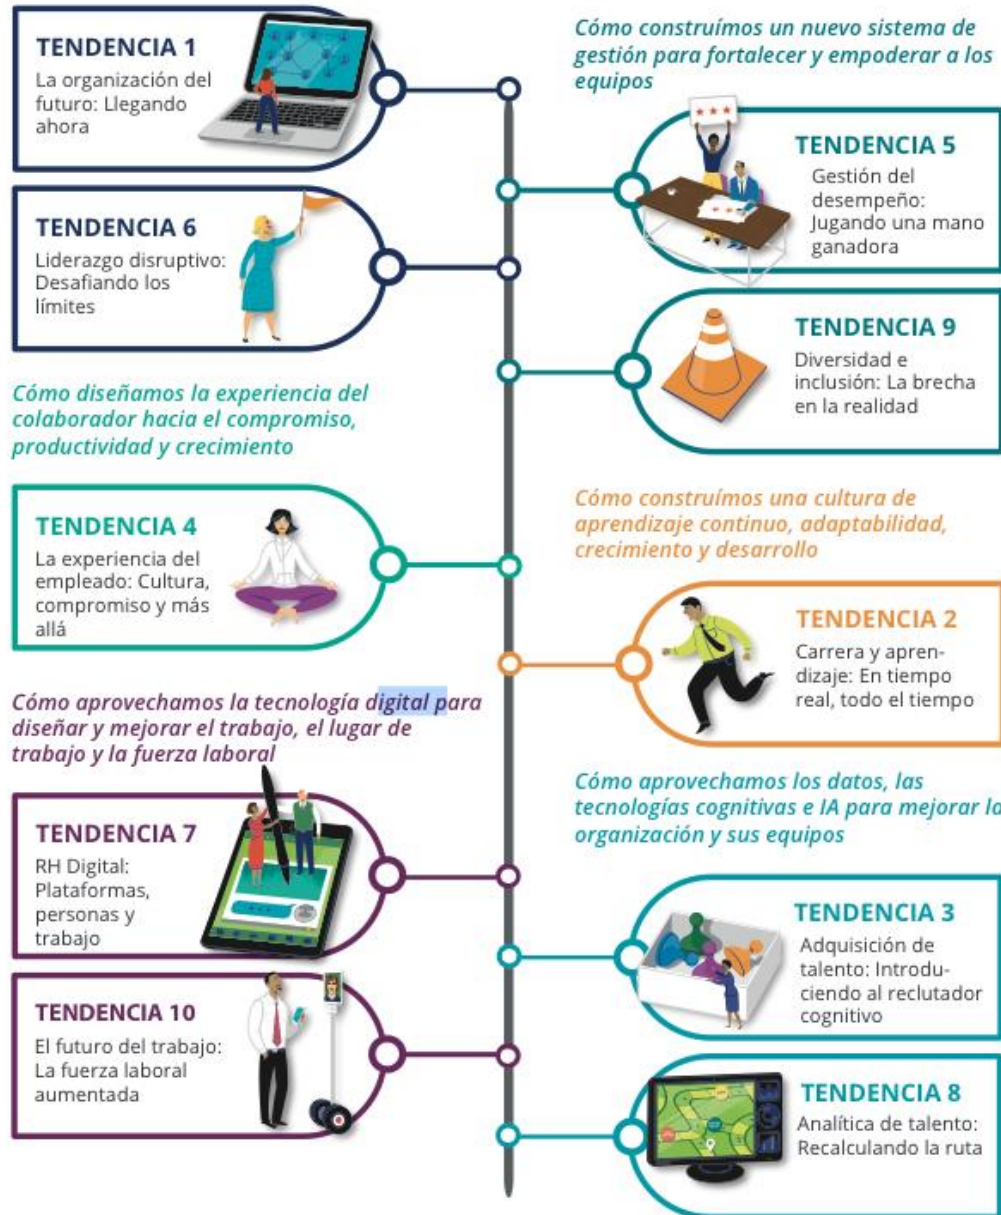 TENDENCIA 1
La organización del
futuro: Llegando
ahora
TENDENCIA 6
Liderazgo disruptivo:
Desafiando los
límites
Cómo diseñamos la experiencia del
colaborador hacia el compromiso,
productividad y crecimiento
TENDENCIA 4
La experiencia del
empleado: Cultura,
compromiso y más
allá
Cómo aprovechamos la tecnología digital para
diseñar y mejorar el trabajo, el lugar de
trabajo y la fuerza laboral
TENDENCIA 7
RH Digital:
Plataformas,
personas y
trabajo
TENDENCIA 10
El futuro del trabajo:
La fuerza laboral
aumentada
Cómo construímos un nuevo sistema de
gestión para fortalecer y empoderar a los
equipos
TENDENCIA 5
Gestión del
desempeño:
Jugando una mano
ganadora
TENDENCIA 9
Diversidad e
inclusión: La brecha
en la realidad
Cómo construímos una cultura de
aprendizaje continuo, adaptabilidad,
crecimiento y desarrollo
TENDENCIA 2
Carrera y apren-
dizaje: En tiempo
real, todo el tiempo
Cómo aprovechamos los datos, las
tecnologías cognitivas e IA para mejorar la
organización y sus equipos
TENDENCIA 3
Adquisición de
talento: Introdu-
ciendo al reclutador
cognitivo
TENDENCIA 8
Analítica de talento:
Recalculando la ruta